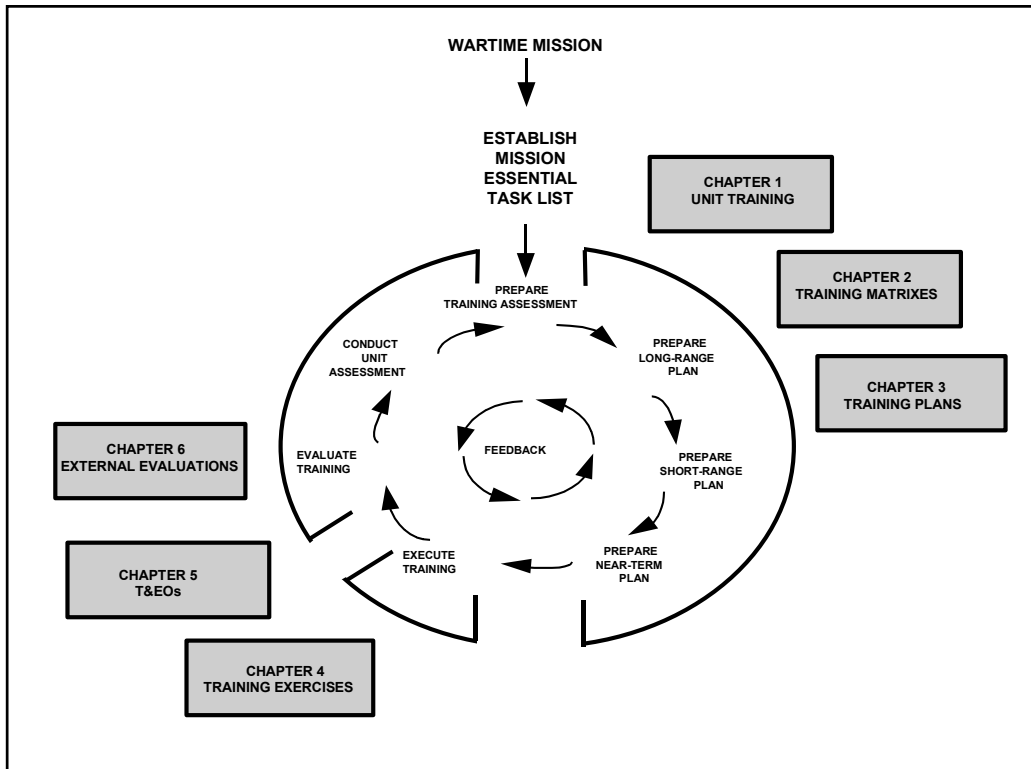 WARTIME MISSION
ESTABLISH
MISSION
ESSENTIAL
TASK LIST
CHAPTER 1
UNIT TRAINING
CHAPTER 2
TRAINING MATRIXES
CHAPTER 3
TRAINING PLANS
PREPARE
TRAINING ASSESSMENT
PREPARE
LONG-RANGE
PLAN
PREPARE
SHORT-RANGE
PLAN
PREPARE
NEAR-TERM
PLAN
EXECUTE
TRAINING
EVALUATE
TRAINING
CONDUCT
UNIT
ASSESSMENT
FEEDBACK
CHAPTER 6
EXTERNAL EVALUATIONS
CHAPTER 5
T&EOs
CHAPTER 4
TRAINING EXERCISES